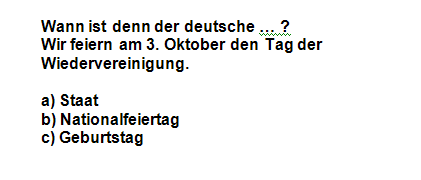 Wann ist denn der deutsche ... ?
Wir feiern am 3. Oktober den Tag der
Wiedervereinigung.
a) Staat
b) Nationalfeiertag
c) Geburtstag